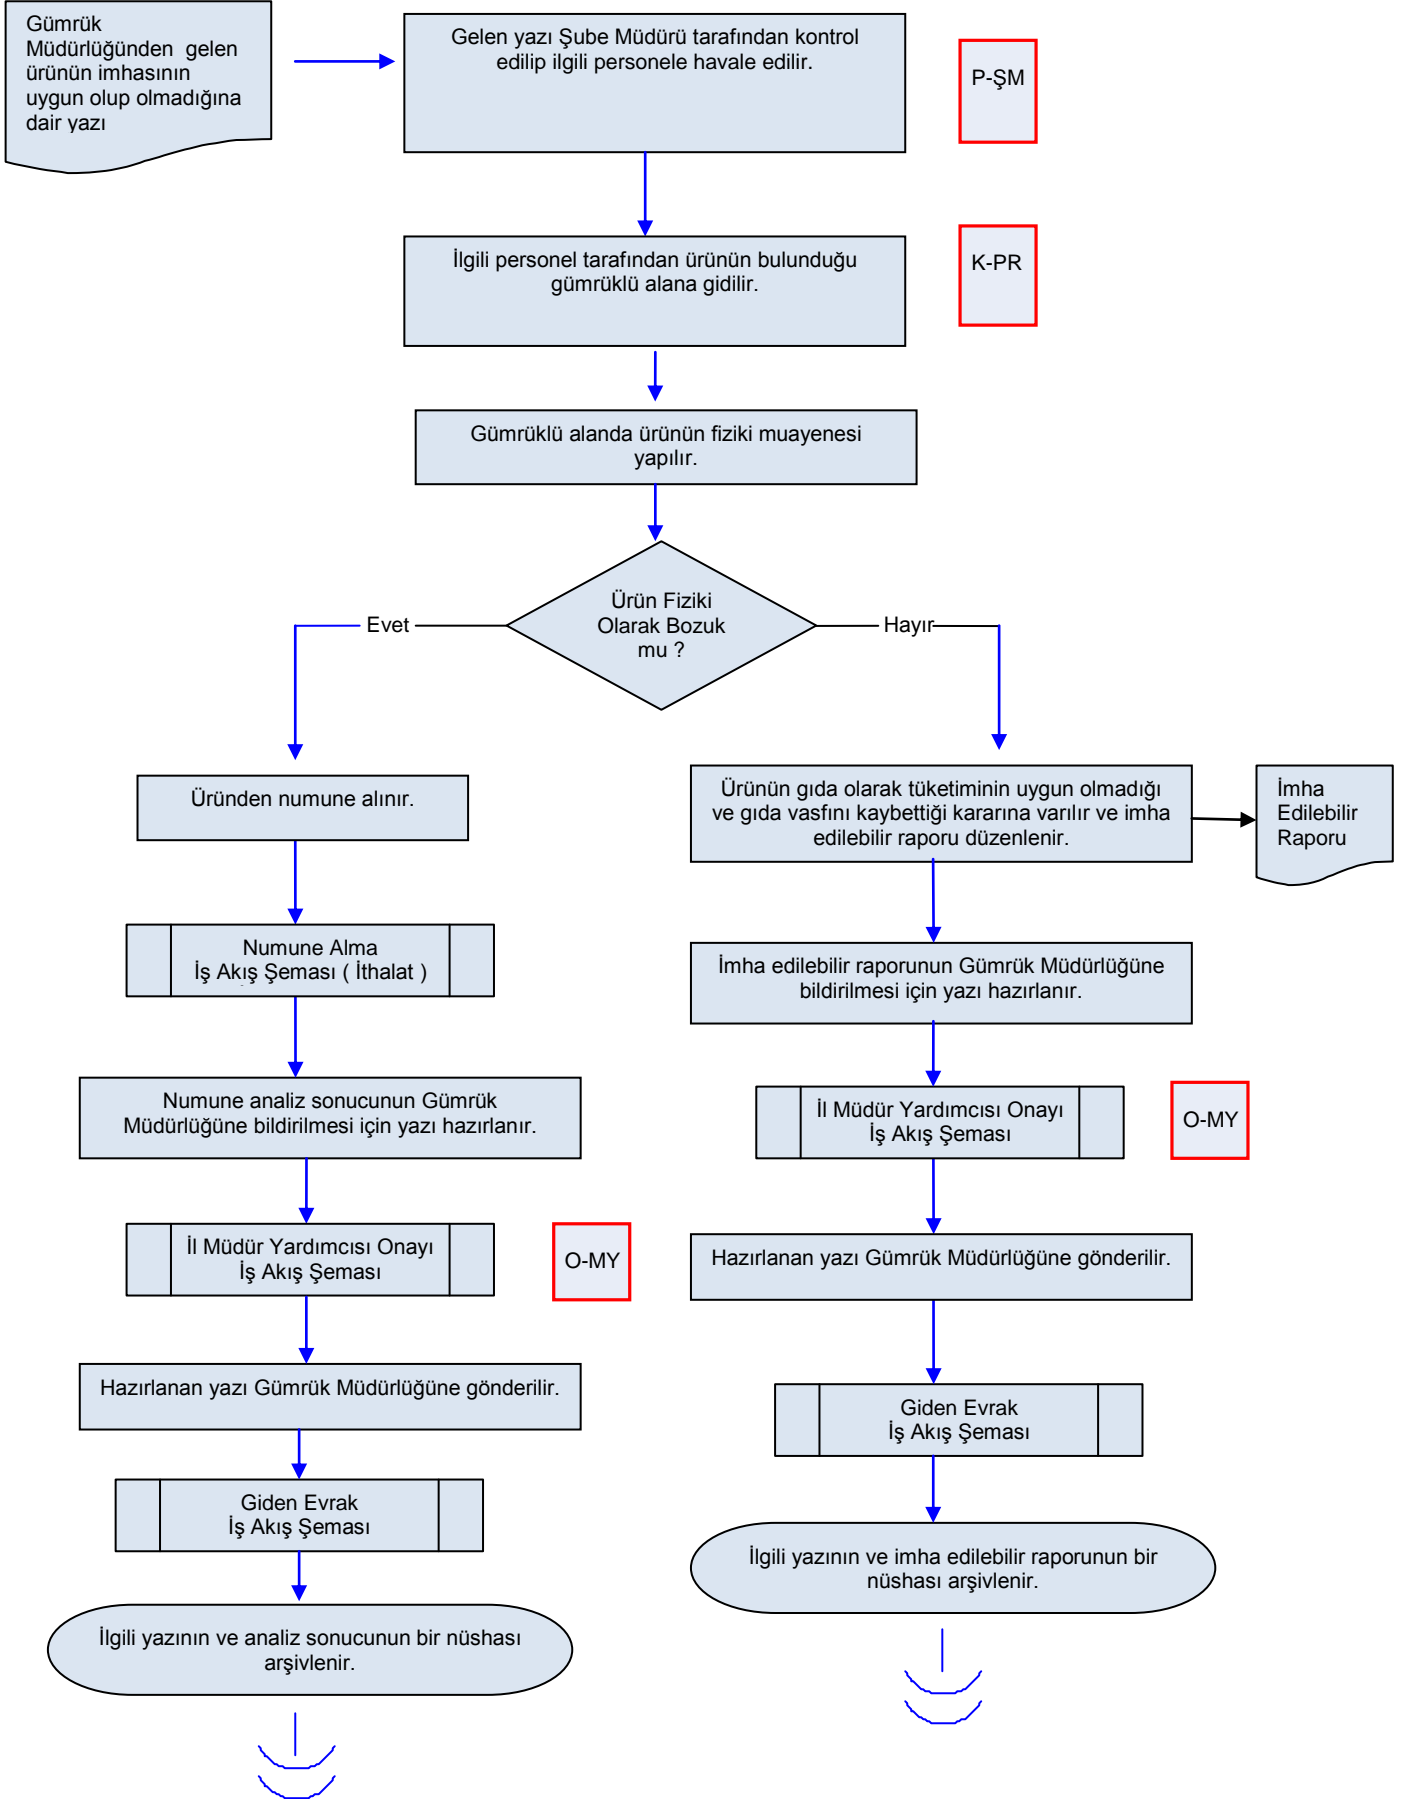 Gümrük
Müdürlüğünden gelen
ürünün imhasının
uygun olup olmadığına
dair yazı
Gelen yazı Şube Müdürü tarafından kontrol
edilip ilgili personele havale edilir.
P-ŞM
İlgili personel tarafından ürünün bulunduğu
gümrüklü alana gidilir.
K-PR
Gümrüklü alanda ürünün fiziki muayenesi
yapılır.
Ürün Fiziki
Olarak Bozuk
mu ?
Evet
Hayır
Üründen numune alınır.
Numune Alma
İş Akış Şeması ( İthalat )
Numune analiz sonucunun Gümrük
Müdürlüğüne bildirilmesi için yazı hazırlanır.
İl Müdür Yardımcısı Onayı
İş Akış Şeması
O-MY
Hazırlanan yazı Gümrük Müdürlüğüne gönderilir.
Giden Evrak
İş Akış Şeması
İlgili yazının ve analiz sonucunun bir nüshası
arşivlenir.
Ürünün gıda olarak tüketiminin uygun olmadığı
ve gıda vasfını kaybettiği kararına varılır ve imha
edilebilir raporu düzenlenir.
İmha
Edilebilir
Raporu
İmha edilebilir raporunun Gümrük Müdürlüğüne
bildirilmesi için yazı hazırlanır.
İl Müdür Yardımcısı Onayı
İş Akış Şeması
O-MY
Hazırlanan yazı Gümrük Müdürlüğüne gönderilir.
Giden Evrak
İş Akış Şeması
İlgili yazının ve imha edilebilir raporunun bir
nüshası arşivlenir.